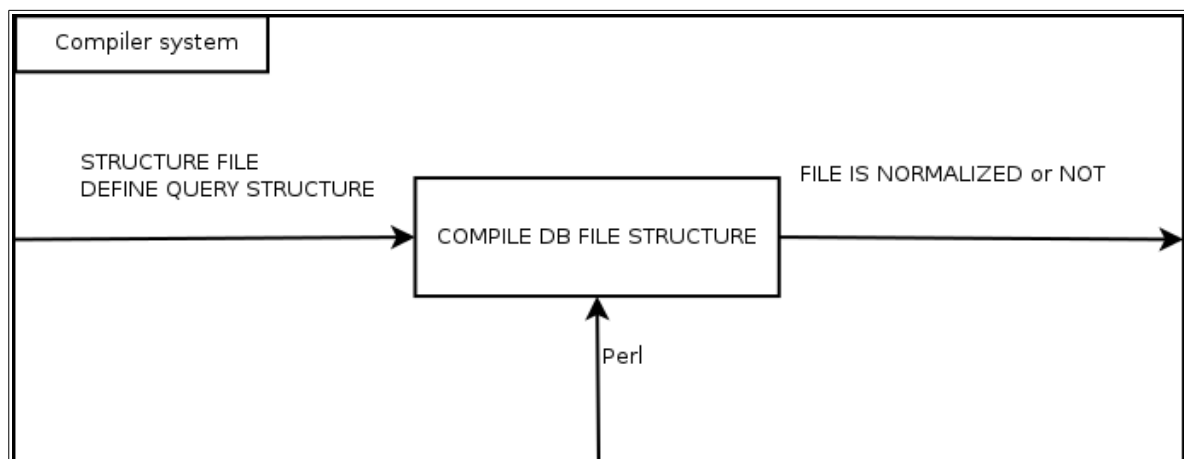 Compiler system
STRUCTURE FILE
DEFINE QUERY STRUCTURE
FILE IS NORMALIZED or NOT
COMPILE DB FILE STRUCTURE
Perl